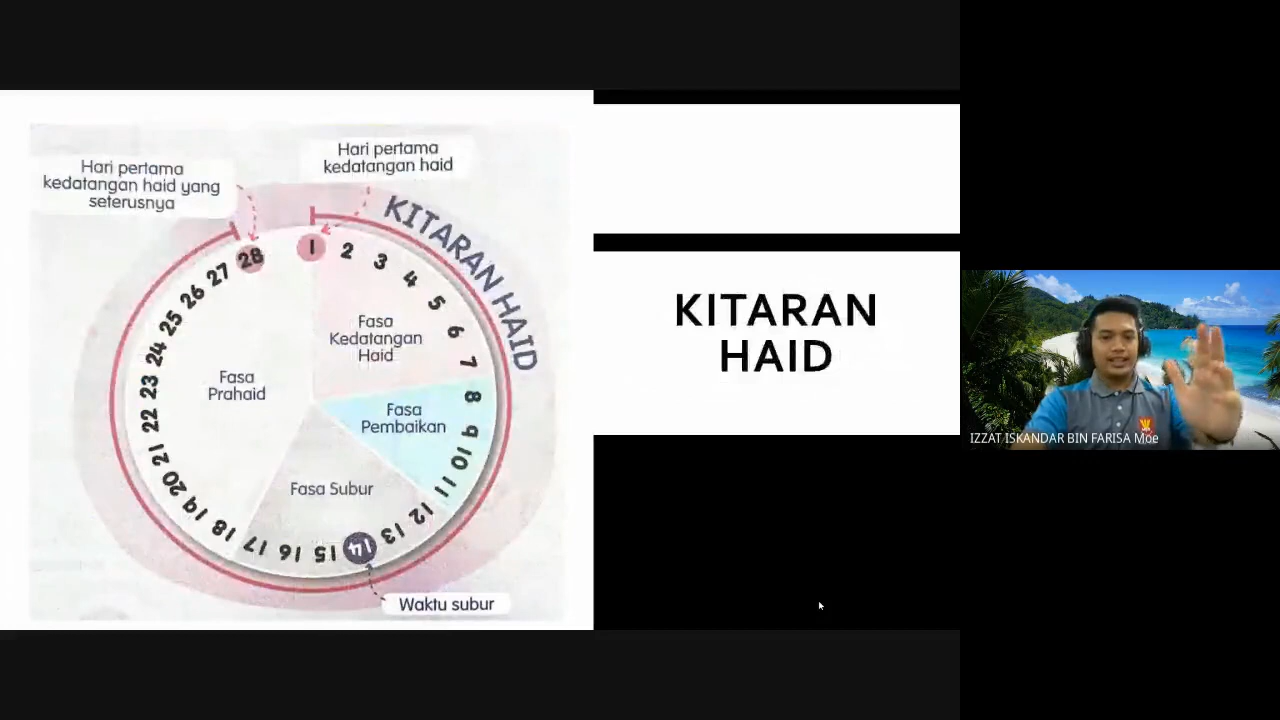 Hari pertama
kedatangan haid yang
seterusnya
Hari pertama
kedatangan haid
KITARAN HAID
1
2
3
4
5
6
7
8
9
10
11
12
13
14
15
16
17
18
19
20
21
22
23
24
25
26
27
28
Fasa
Kedatangan
Haid
Fasa
Pembaikan
Fasa Subur
Fasa
Prahaid
Waktu subur
KITARAN
HAID
IZZAT ISKANDAR BIN FARISA Moe